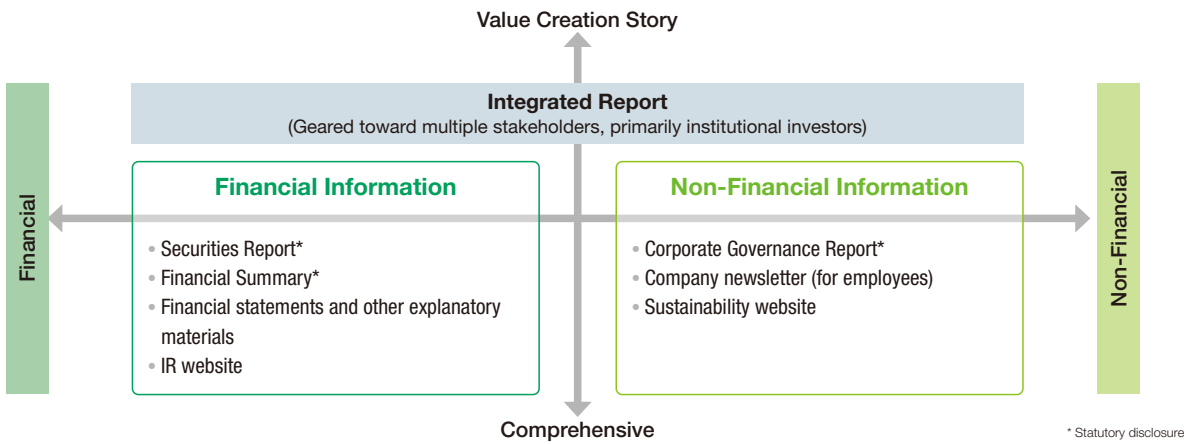 Value Creation Story
Integrated Report
(Geared toward multiple stakeholders, primarily institutional investors)
Financial
Financial Information
• Securities Report*
• Financial Summary*
• Financial statements and other explanatory
materials
• IR website
Non-Financial Information
• Corporate Governance Report*
• Company newsletter (for employees)
• Sustainability website
Non-Financial
Comprehensive
* Statutory disclosure